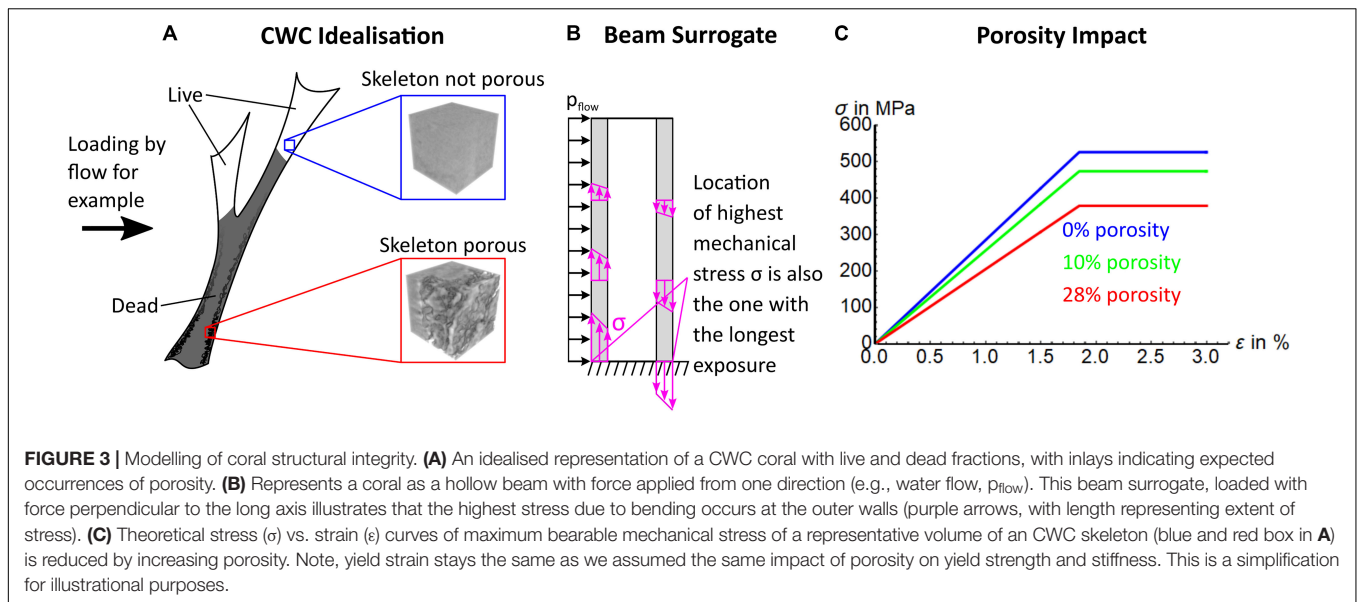 A
CWC Idealisation
Live
Skeleton not porous
Loading by
flow for
example
Skeleton porous
Dead
B
Beam Surrogate
pflow
Location
of highest
mechanical
stress σ is also
the one with
the longest
exposure
σ
C
Porosity Impact
σ in MPa
600
500
400
300
200
100
0
0% porosity
10% porosity
28% porosity
0.0 0.5 1.0 1.5 2.0 2.5 3.0
ε in %
FIGURE 3 | Modelling of coral structural integrity. (A) An idealised representation of a CWC coral with live and dead fractions, with inlays indicating expected
occurrences of porosity. (B) Represents a coral as a hollow beam with force applied from one direction (e.g., water flow, pflow). This beam surrogate, loaded with
force perpendicular to the long axis illustrates that the highest stress due to bending occurs at the outer walls (purple arrows, with length representing extent of
stress). (C) Theoretical stress (σ) vs. strain (ε) curves of maximum bearable mechanical stress of a representative volume of an CWC skeleton (blue and red box in A)
is reduced by increasing porosity. Note, yield strain stays the same as we assumed the same impact of porosity on yield strength and stiffness. This is a simplification
for illustrational purposes.